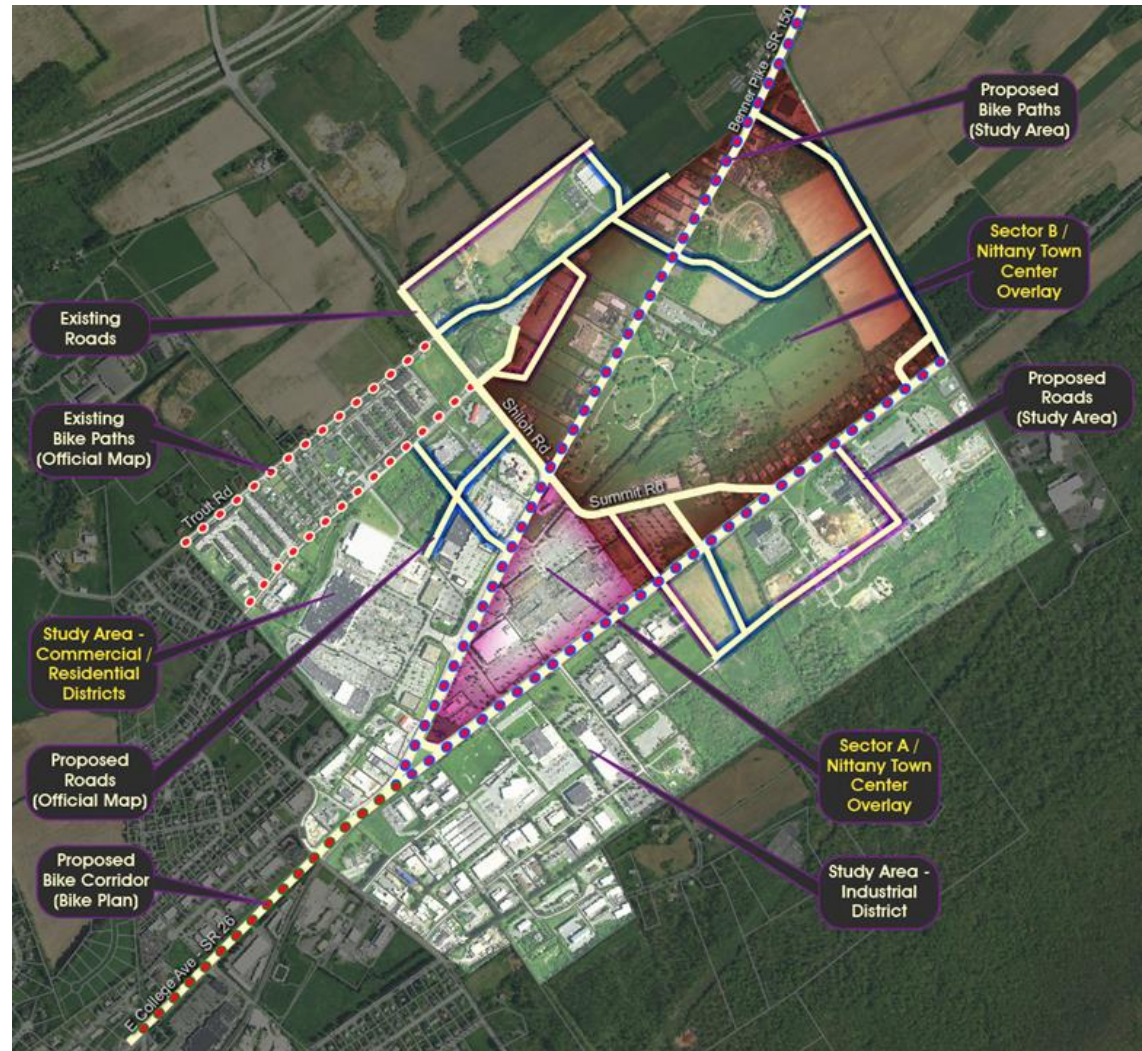 Benner Pike - SR 150
Proposed
Bike Paths
(Study Area)
Sector B /
Nittany Town
Center
Overlay
Existing
Roads
Proposed
Roads
(Study Area)
Existing
Bike Paths
(Official Map)
Shiloh Rd
Trout Rd
Summit Rd
Study Area -
Commercial /
Residential
Districts
Sector A /
Nittany Town
Center
Overlay
Proposed
Roads
(Official Map)
Proposed
Bike Corridor
(Bike Plan)
Study Area -
Industrial
District
E College Ave - SR 26